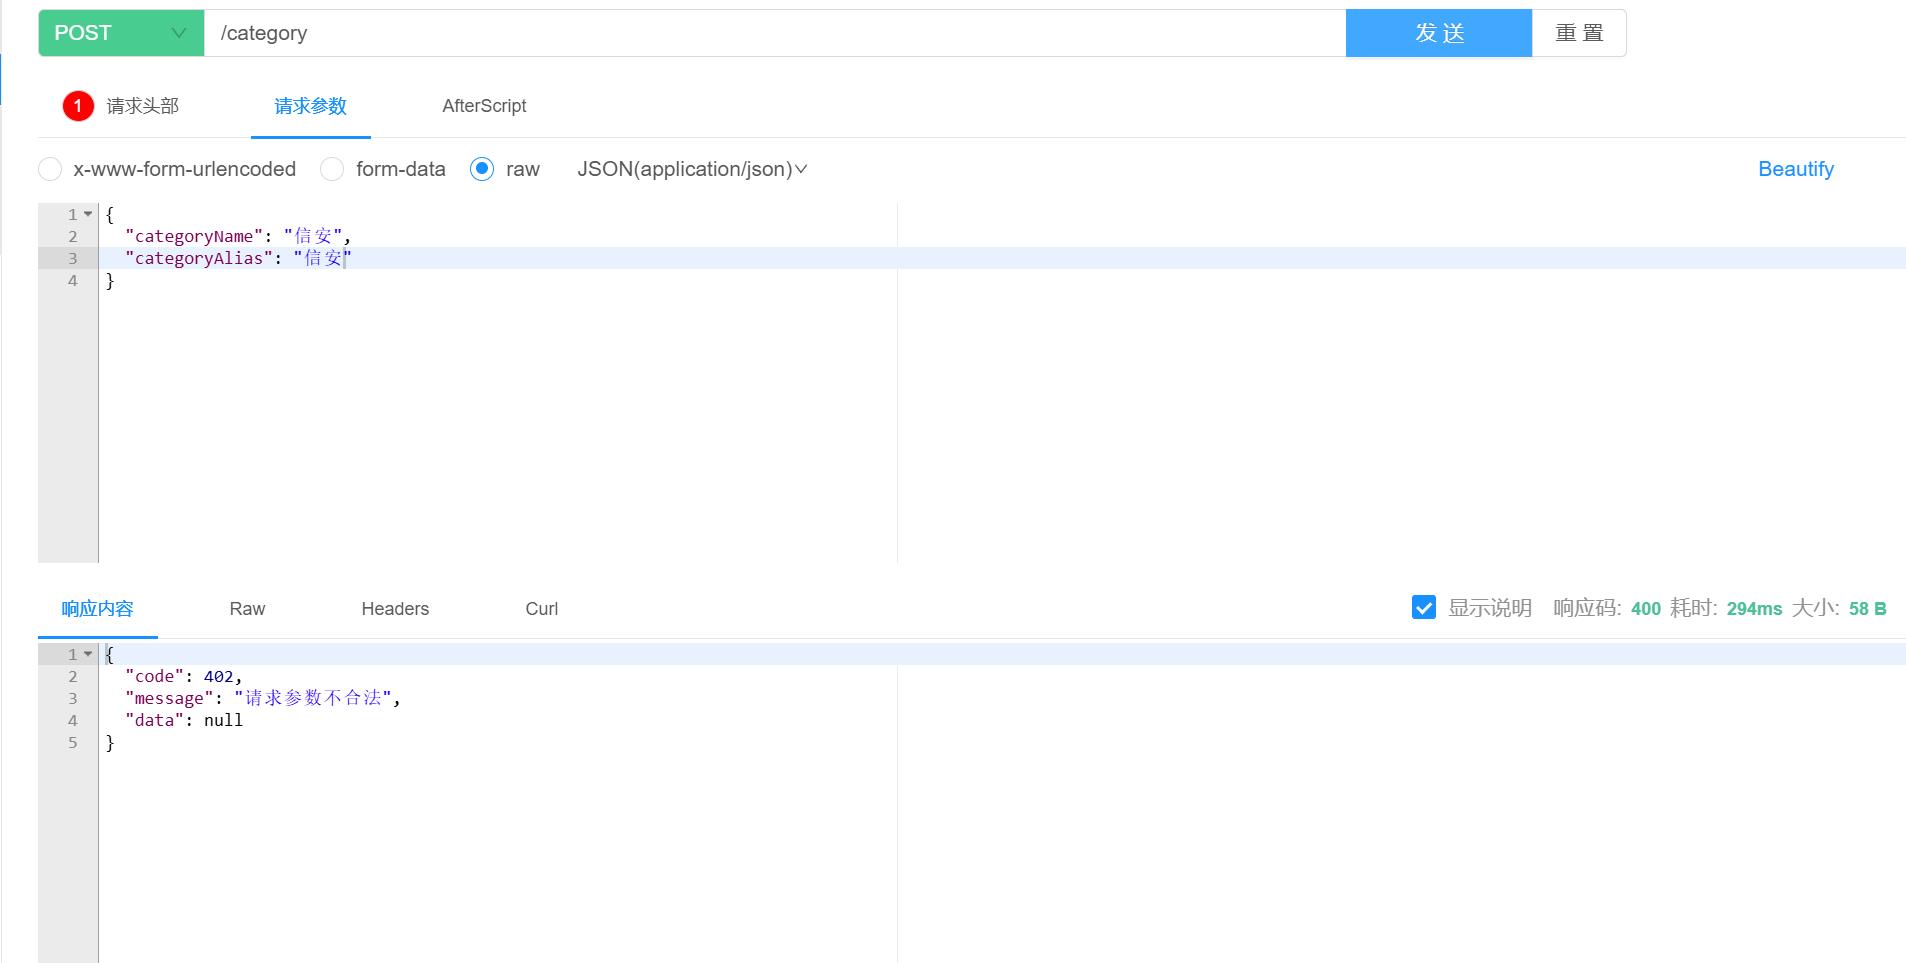 POST /category 发 送 重 置
1 请求头部 请求参数 AfterScript
x-www-form-urlencoded form-data raw JSON(application/json) Beautify
1 {
2 "categoryName": "信安",
3 "categoryAlias": "信安"
4 }
响应内容 Raw Headers Curl 显示说明 响应码: 400 耗时: 294ms 大小: 58 B
1 {
2 "code": 402,
3 "message": "请求参数不合法",
4 "data": null
5 }